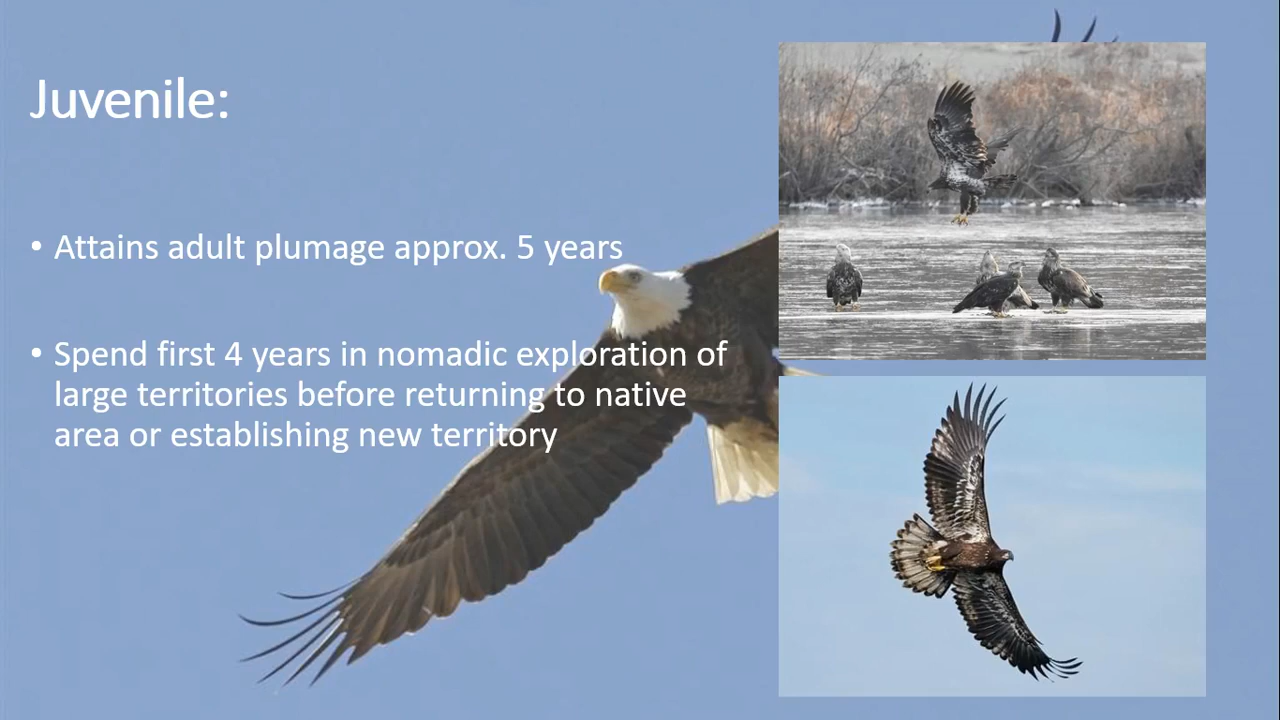 Juvenile:
• Attains adult plumage approx. 5 years
• Spend first 4 years in nomadic exploration of
large territories before returning to native
area or establishing new territory